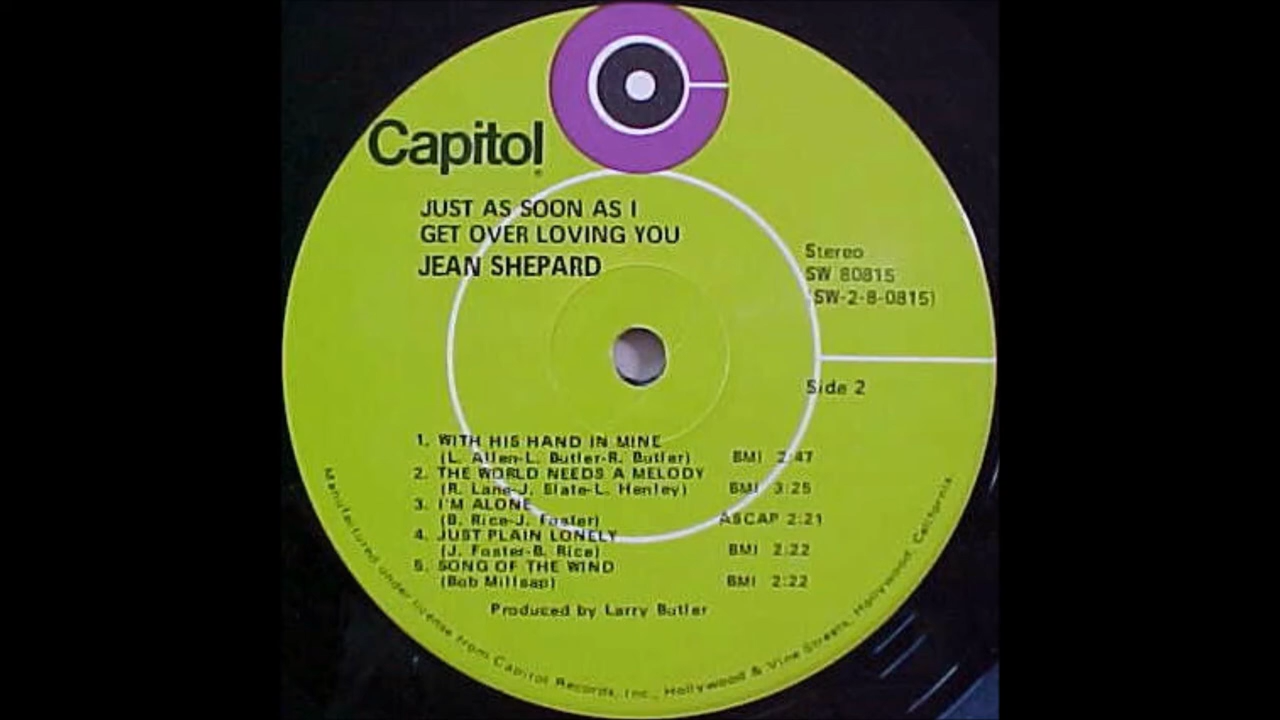 Capitol®
JUST AS SOON AS I
GET OVER LOVING YOU
JEAN SHEPARD
Stereo
SW 80815
(SW-2-8-0815)
Side 2
1. WITH HIS HAND IN MINE
(L. Allen-L. Butler-R. Butler) BMI 2:47
2. THE WORLD NEEDS A MELODY
(R. Lane-J. Slate-L. Henley) BMI 3:25
3. I'M ALONE
(B. Rice-J. Foster) ASCAP 2:21
4. JUST PLAIN LONELY
(J. Foster-B. Rice) BMI 2:22
5. SONG OF THE WIND
(Bob Millsap) BMI 2:22
Produced by Larry Butler
Manufactured under license from Capitol Records, Inc., Hollywood & Vine Streets, Hollywood, California.